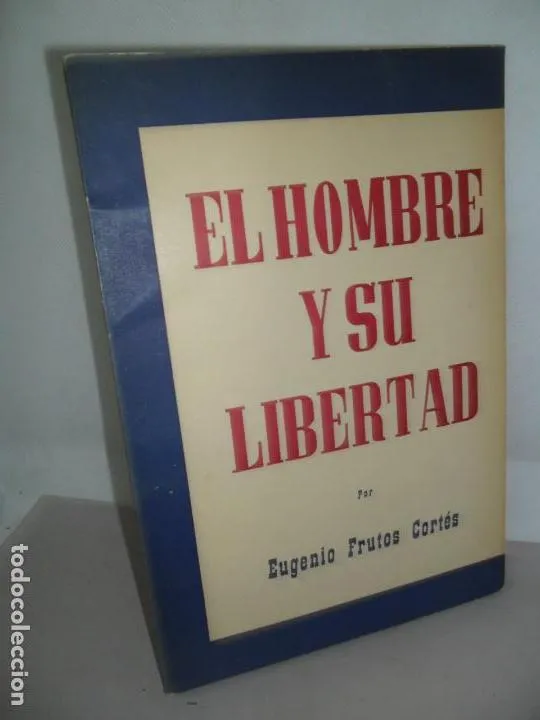 EL HOMBRE
Y SU
LIBERTAD
Por
Eugenio Frutos Cortés
todocoleccion